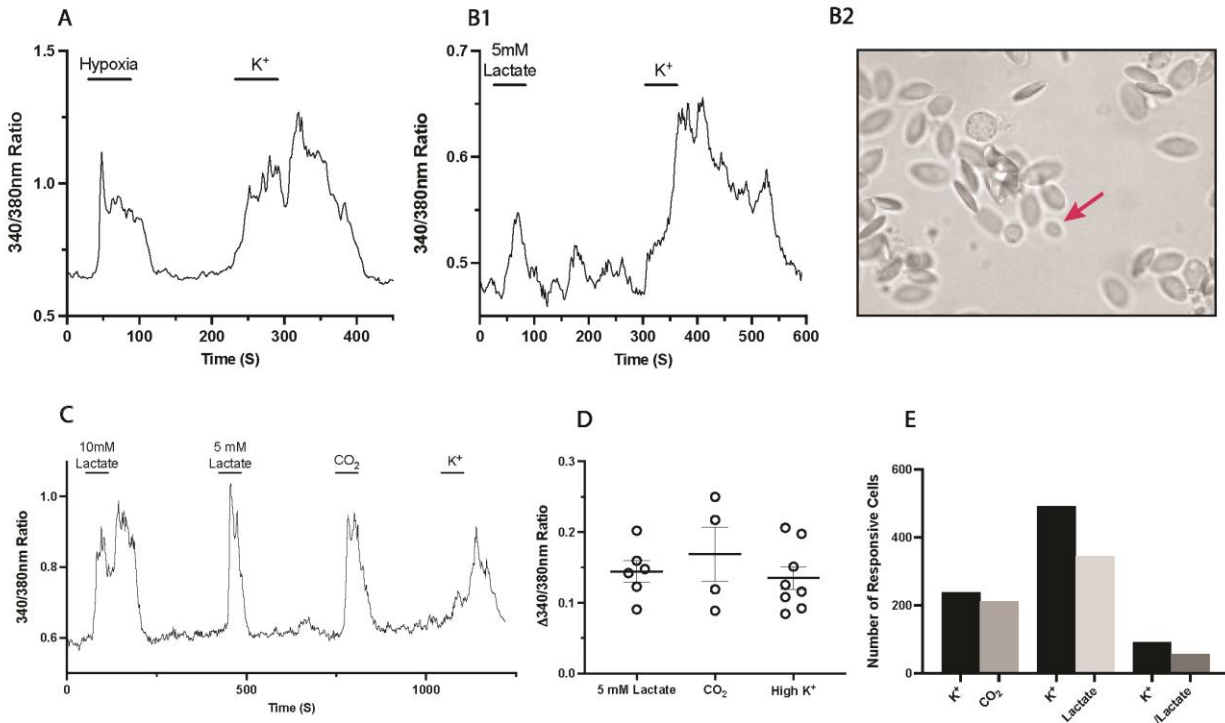 A
1.5
1.0
0.5
340/380nm Ratio
Hypoxia
K⁺
0 100 200 300 400
Time (S)
B1
0.7
0.6
0.5
340/380nm Ratio
5mM
Lactate
K⁺
0 100 200 300 400 500 600
Time (S)
B2
C
1.0
0.8
0.6
340/380nm Ratio
10mM
Lactate
5 mM
Lactate
CO₂
K⁺
0 500 1000
Time (S)
D
0.3
0.2
0.1
0.0
Δ340/380nm Ratio
5 mM Lactate CO₂ High K⁺
E
600
400
200
0
Number of Responsive Cells
K⁺
CO₂
K⁺
Lactate
K⁺
/Lactate